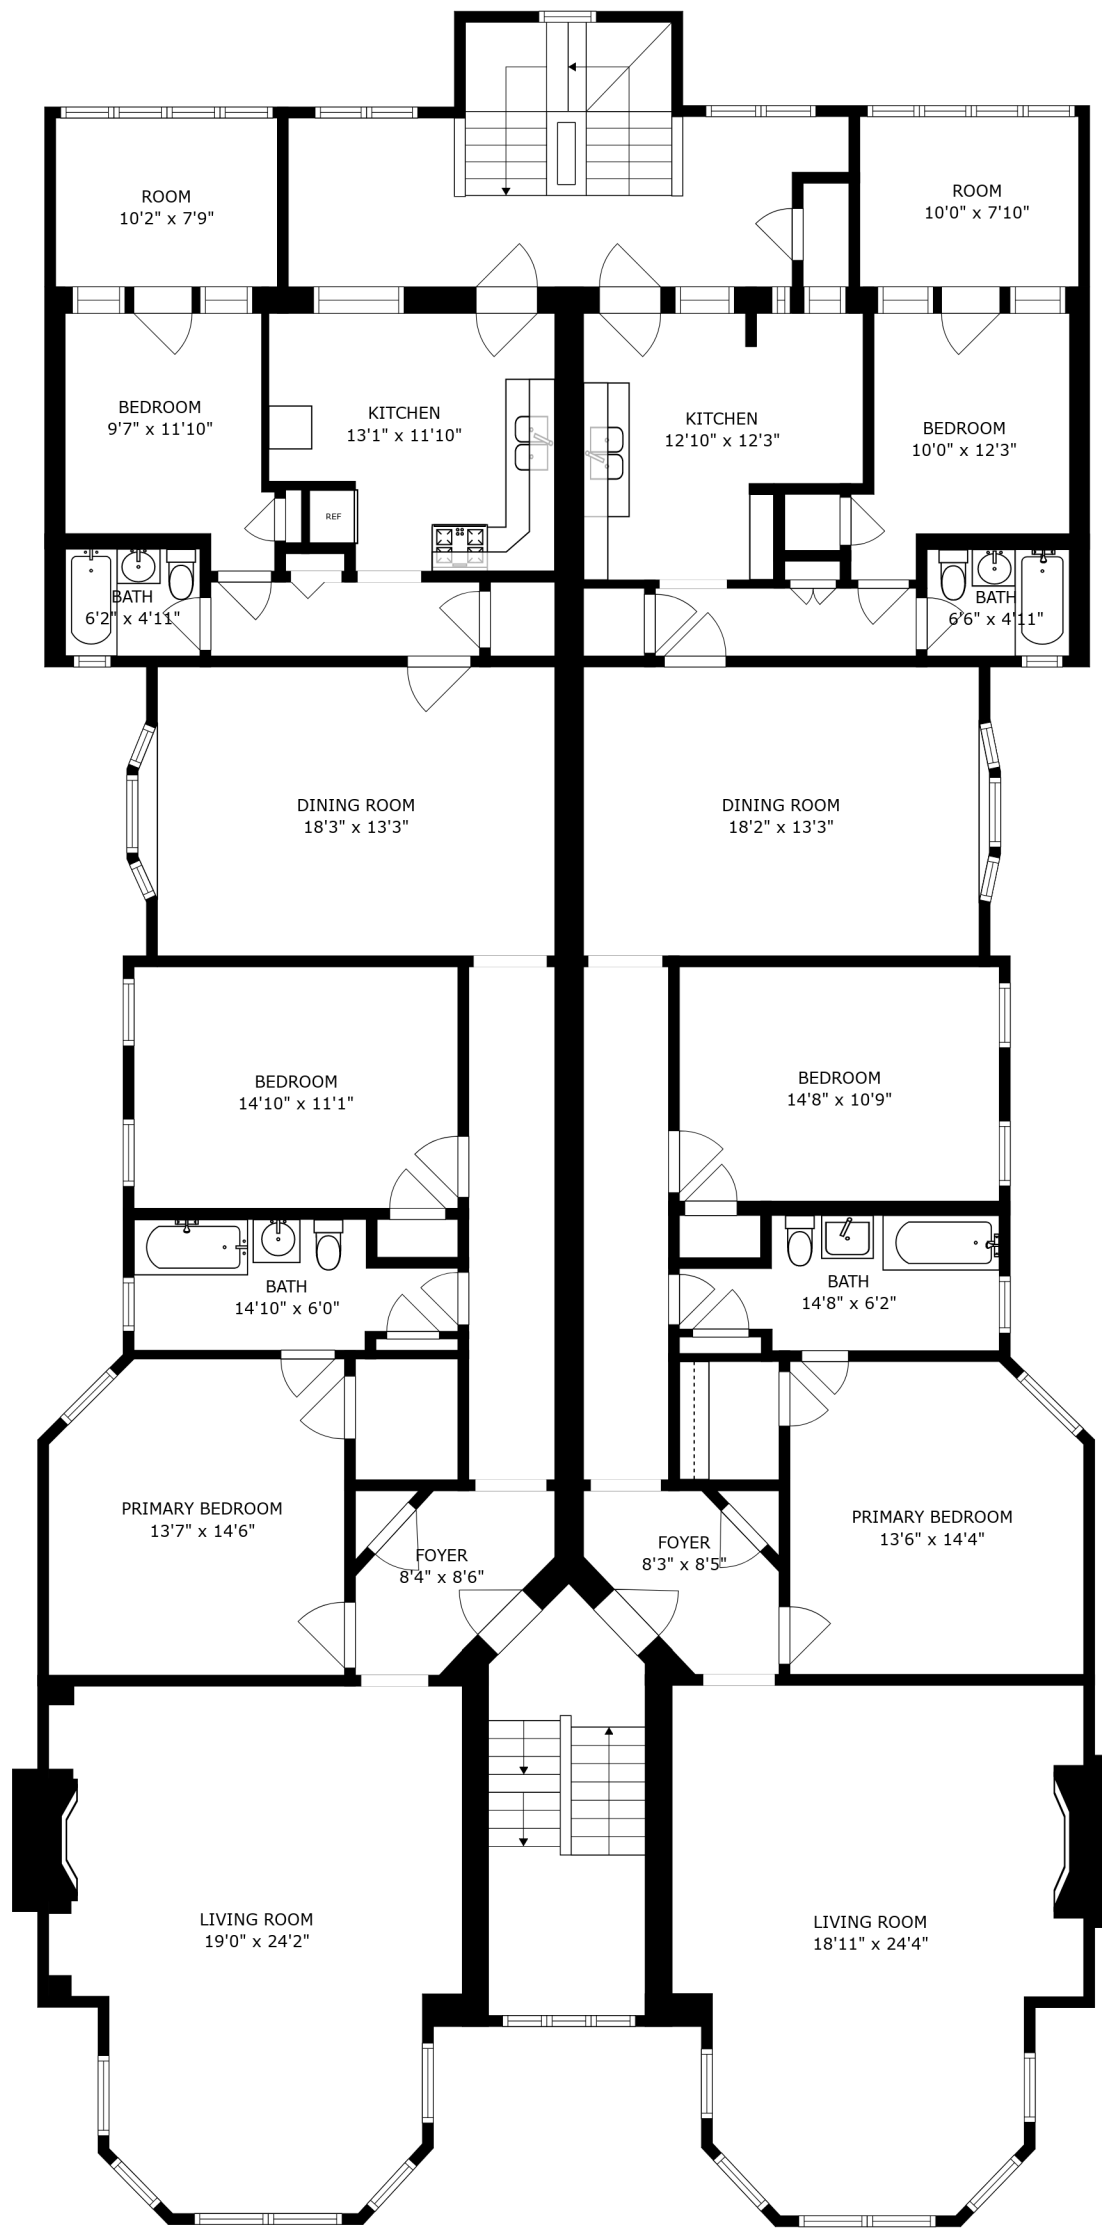 ROOM
10'2" x 7'9"
ROOM
10'0" x 7'10"
BEDROOM
9'7" x 11'10"
KITCHEN
13'1" x 11'10"
KITCHEN
12'10" x 12'3"
BEDROOM
10'0" x 12'3"
REF
BATH
6'2" x 4'11"
BATH
6'6" x 4'11"
DINING ROOM
18'3" x 13'3"
DINING ROOM
18'2" x 13'3"
BEDROOM
14'10" x 11'1"
BEDROOM
14'8" x 10'9"
BATH
14'10" x 6'0"
BATH
14'8" x 6'2"
PRIMARY BEDROOM
13'7" x 14'6"
FOYER
8'4" x 8'6"
FOYER
8'3" x 8'5"
PRIMARY BEDROOM
13'6" x 14'4"
LIVING ROOM
19'0" x 24'2"
LIVING ROOM
18'11" x 24'4"